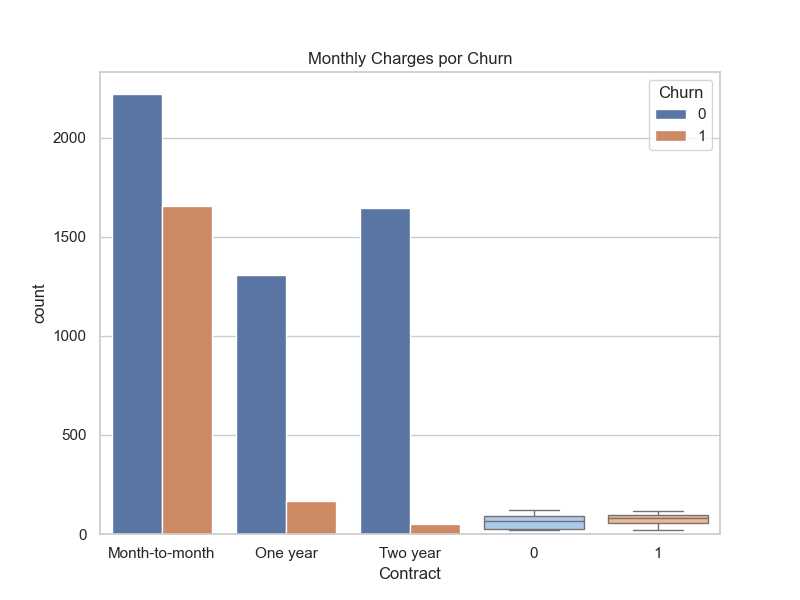 Monthly Charges por Churn
Churn
0
1
2000
1500
1000
500
0
count
Month-to-month One year Two year 0 1
Contract